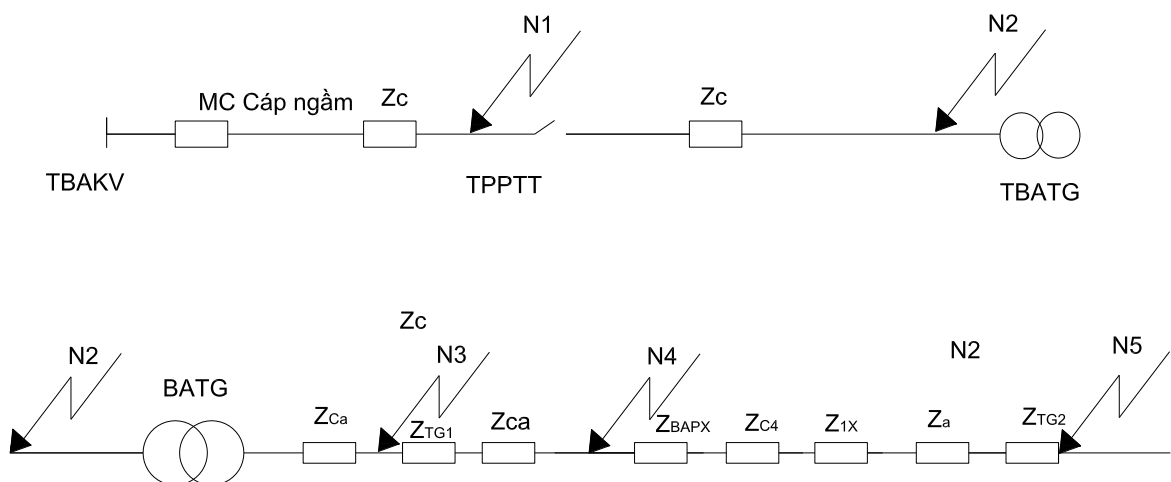 N1
N2
MC Cáp ngầm
Zc
Zc
TBAKV
TPPTT
TBATG
Zc
N2
BATG
N3
N4
N2
N5
ZCa
ZTG1
Zca
ZBAPX
ZC4
Z1X
Za
ZTG2